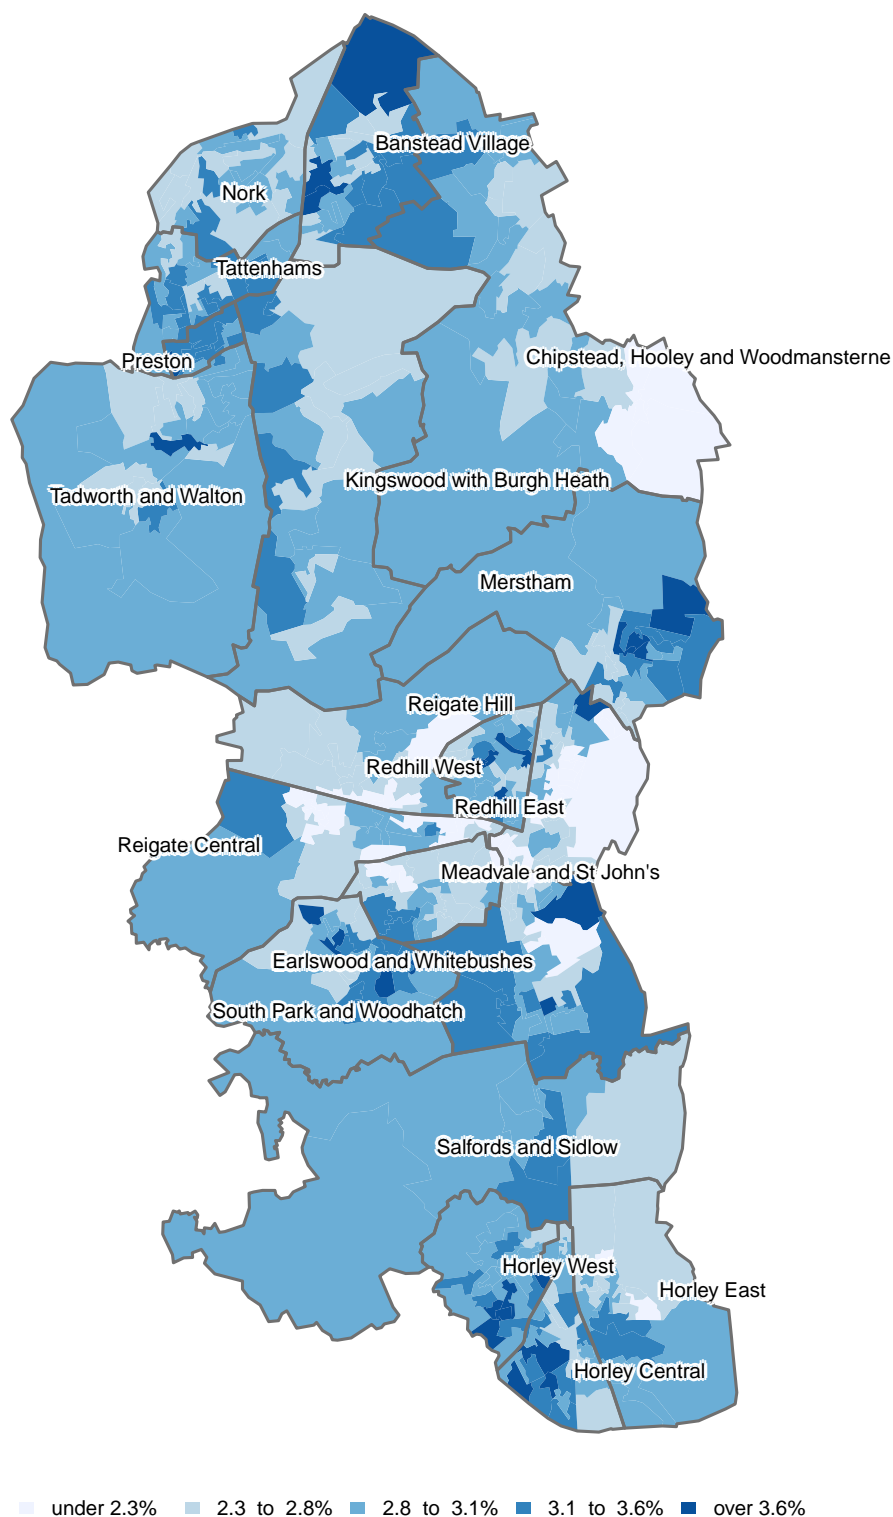 Banstead Village
Nork
Tattenhams
Preston
Chipstead, Hooley and Woodmansterne
Kingswood with Burgh Heath
Tadworth and Walton
Merstham
Reigate Hill
Redhill West
Redhill East
Reigate Central
Meadvale and St John's
Earlswood and Whitebushes
South Park and Woodhatch
Salfords and Sidlow
Horley West
Horley East
Horley Central
under 2.3% 2.3 to 2.8% 2.8 to 3.1% 3.1 to 3.6% over 3.6%